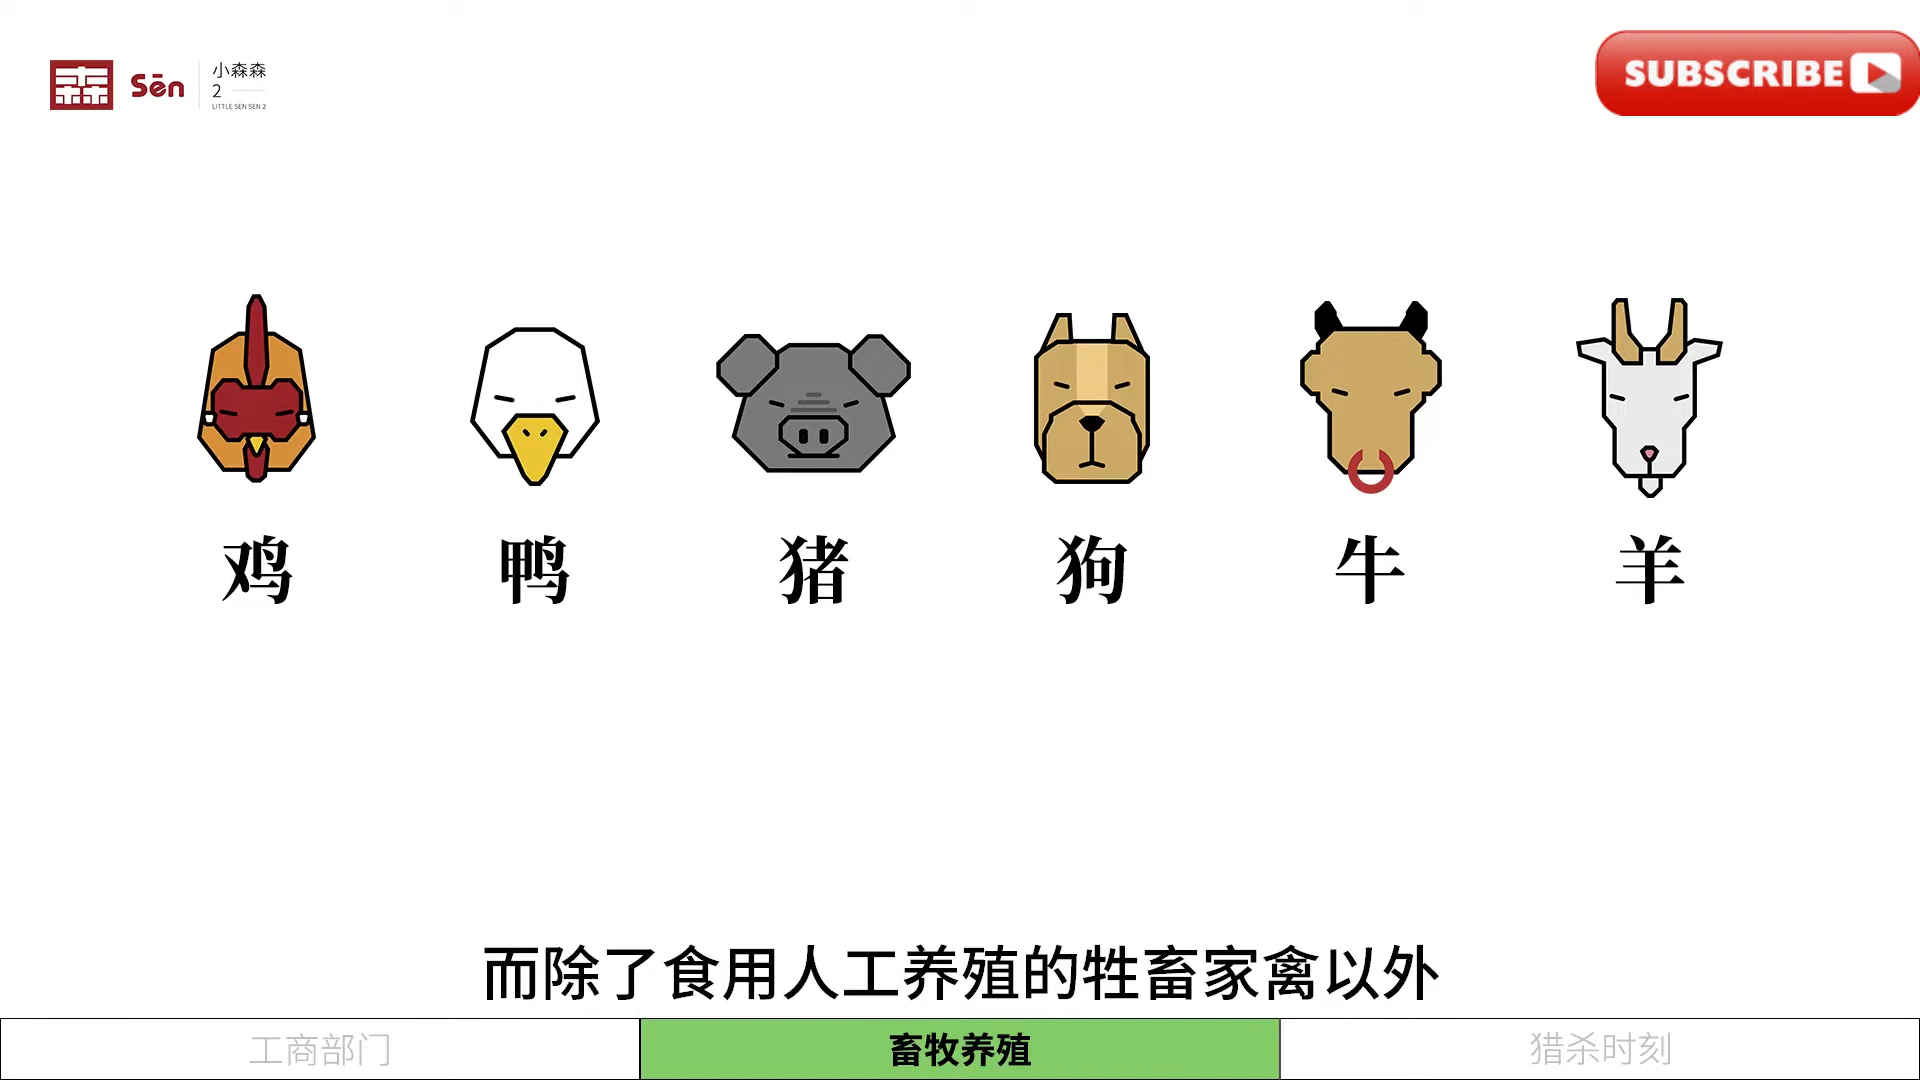 森 Sēn 小森森
2
LITTLE SEN SEN 2
SUBSCRIBE
鸡 鸭 猪 狗 牛 羊
而除了食用人工养殖的牲畜家禽以外
工商部门 畜牧养殖 猎杀时刻